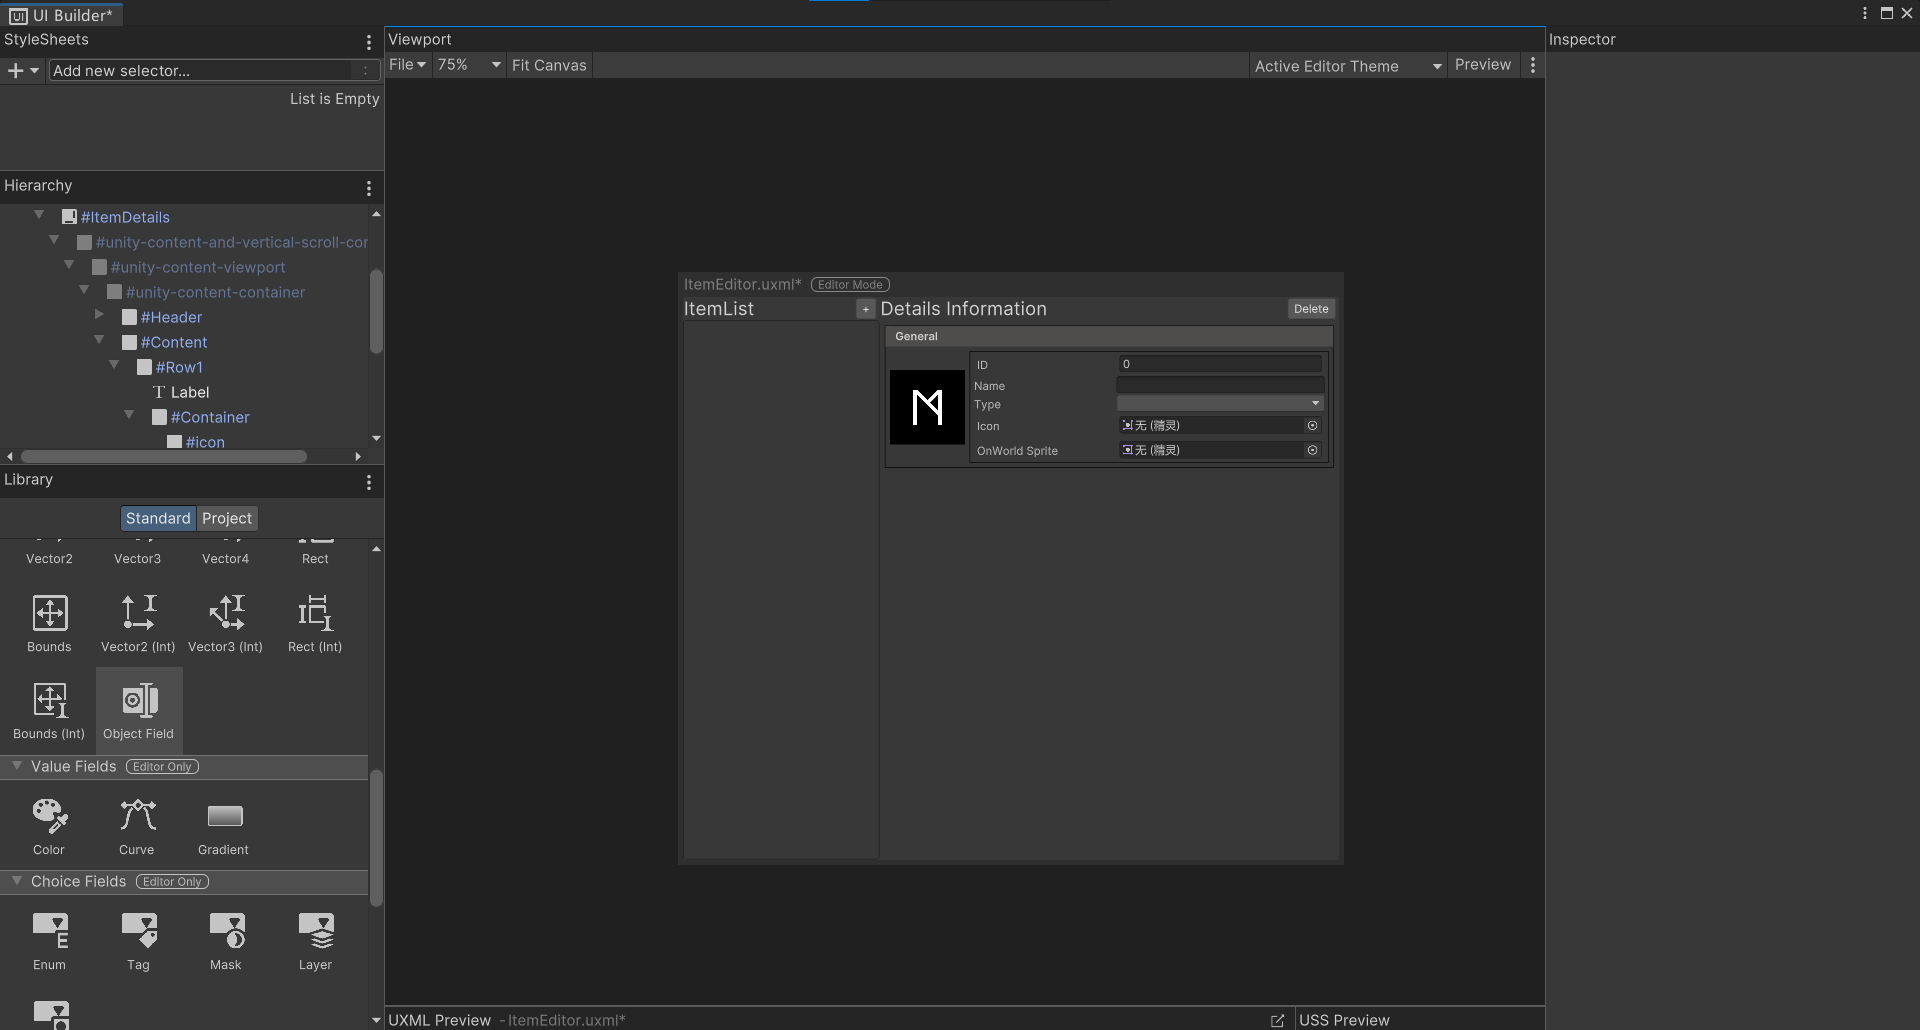 UI Builder*
StyleSheets
Add new selector...
List is Empty
Hierarchy
#ItemDetails
#unity-content-and-vertical-scroll-cor
#unity-content-viewport
#unity-content-container
#Header
#Content
#Row1
Label
#Container
#icon
Library
Standard Project
Vector2 Vector3 Vector4 Rect
Bounds Vector2 (Int) Vector3 (Int) Rect (Int)
Bounds (Int) Object Field
Value Fields Editor Only
Color Curve Gradient
Choice Fields Editor Only
Enum Tag Mask Layer
Viewport
File 75% Fit Canvas Active Editor Theme Preview
ItemEditor.uxml* Editor Mode
ItemList + Details Information Delete
General
ID 0
Name
Type
Icon 无 (精灵)
OnWorld Sprite 无 (精灵)
UXML Preview - ItemEditor.uxml* USS Preview
Inspector